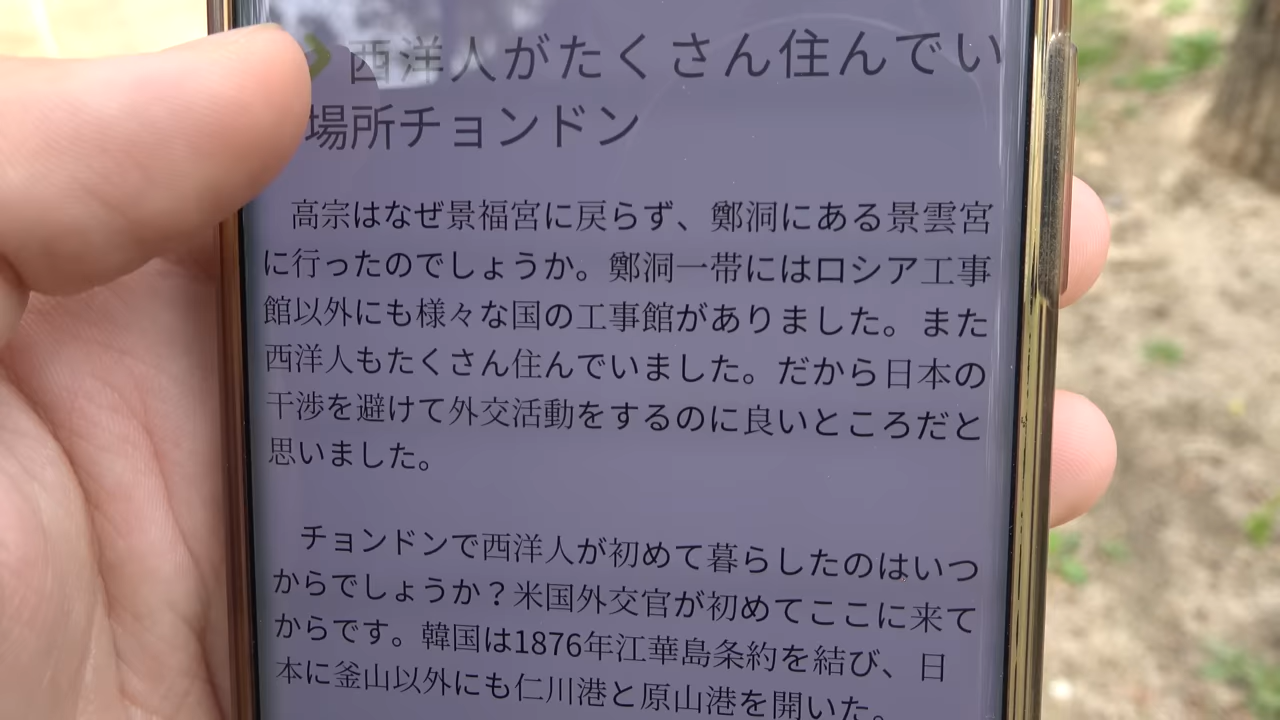 西洋人がたくさん住んでい
場所チョンドン
高宗はなぜ景福宮に戻らず、鄭洞にある景雲宮
に行ったのでしょうか。鄭洞一帯にはロシア工事
館以外にも様々な国の工事館がありました。また
西洋人もたくさん住んでいました。だから日本の
干渉を避けて外交活動をするのに良いところだと
思いました。
チョンドンで西洋人が初めて暮らしたのはいつ
からでしょうか？米国外交官が初めてここに来て
からです。韓国は1876年江華島条約を結び、日
本に釜山以外にも仁川港と原山港を開いた。